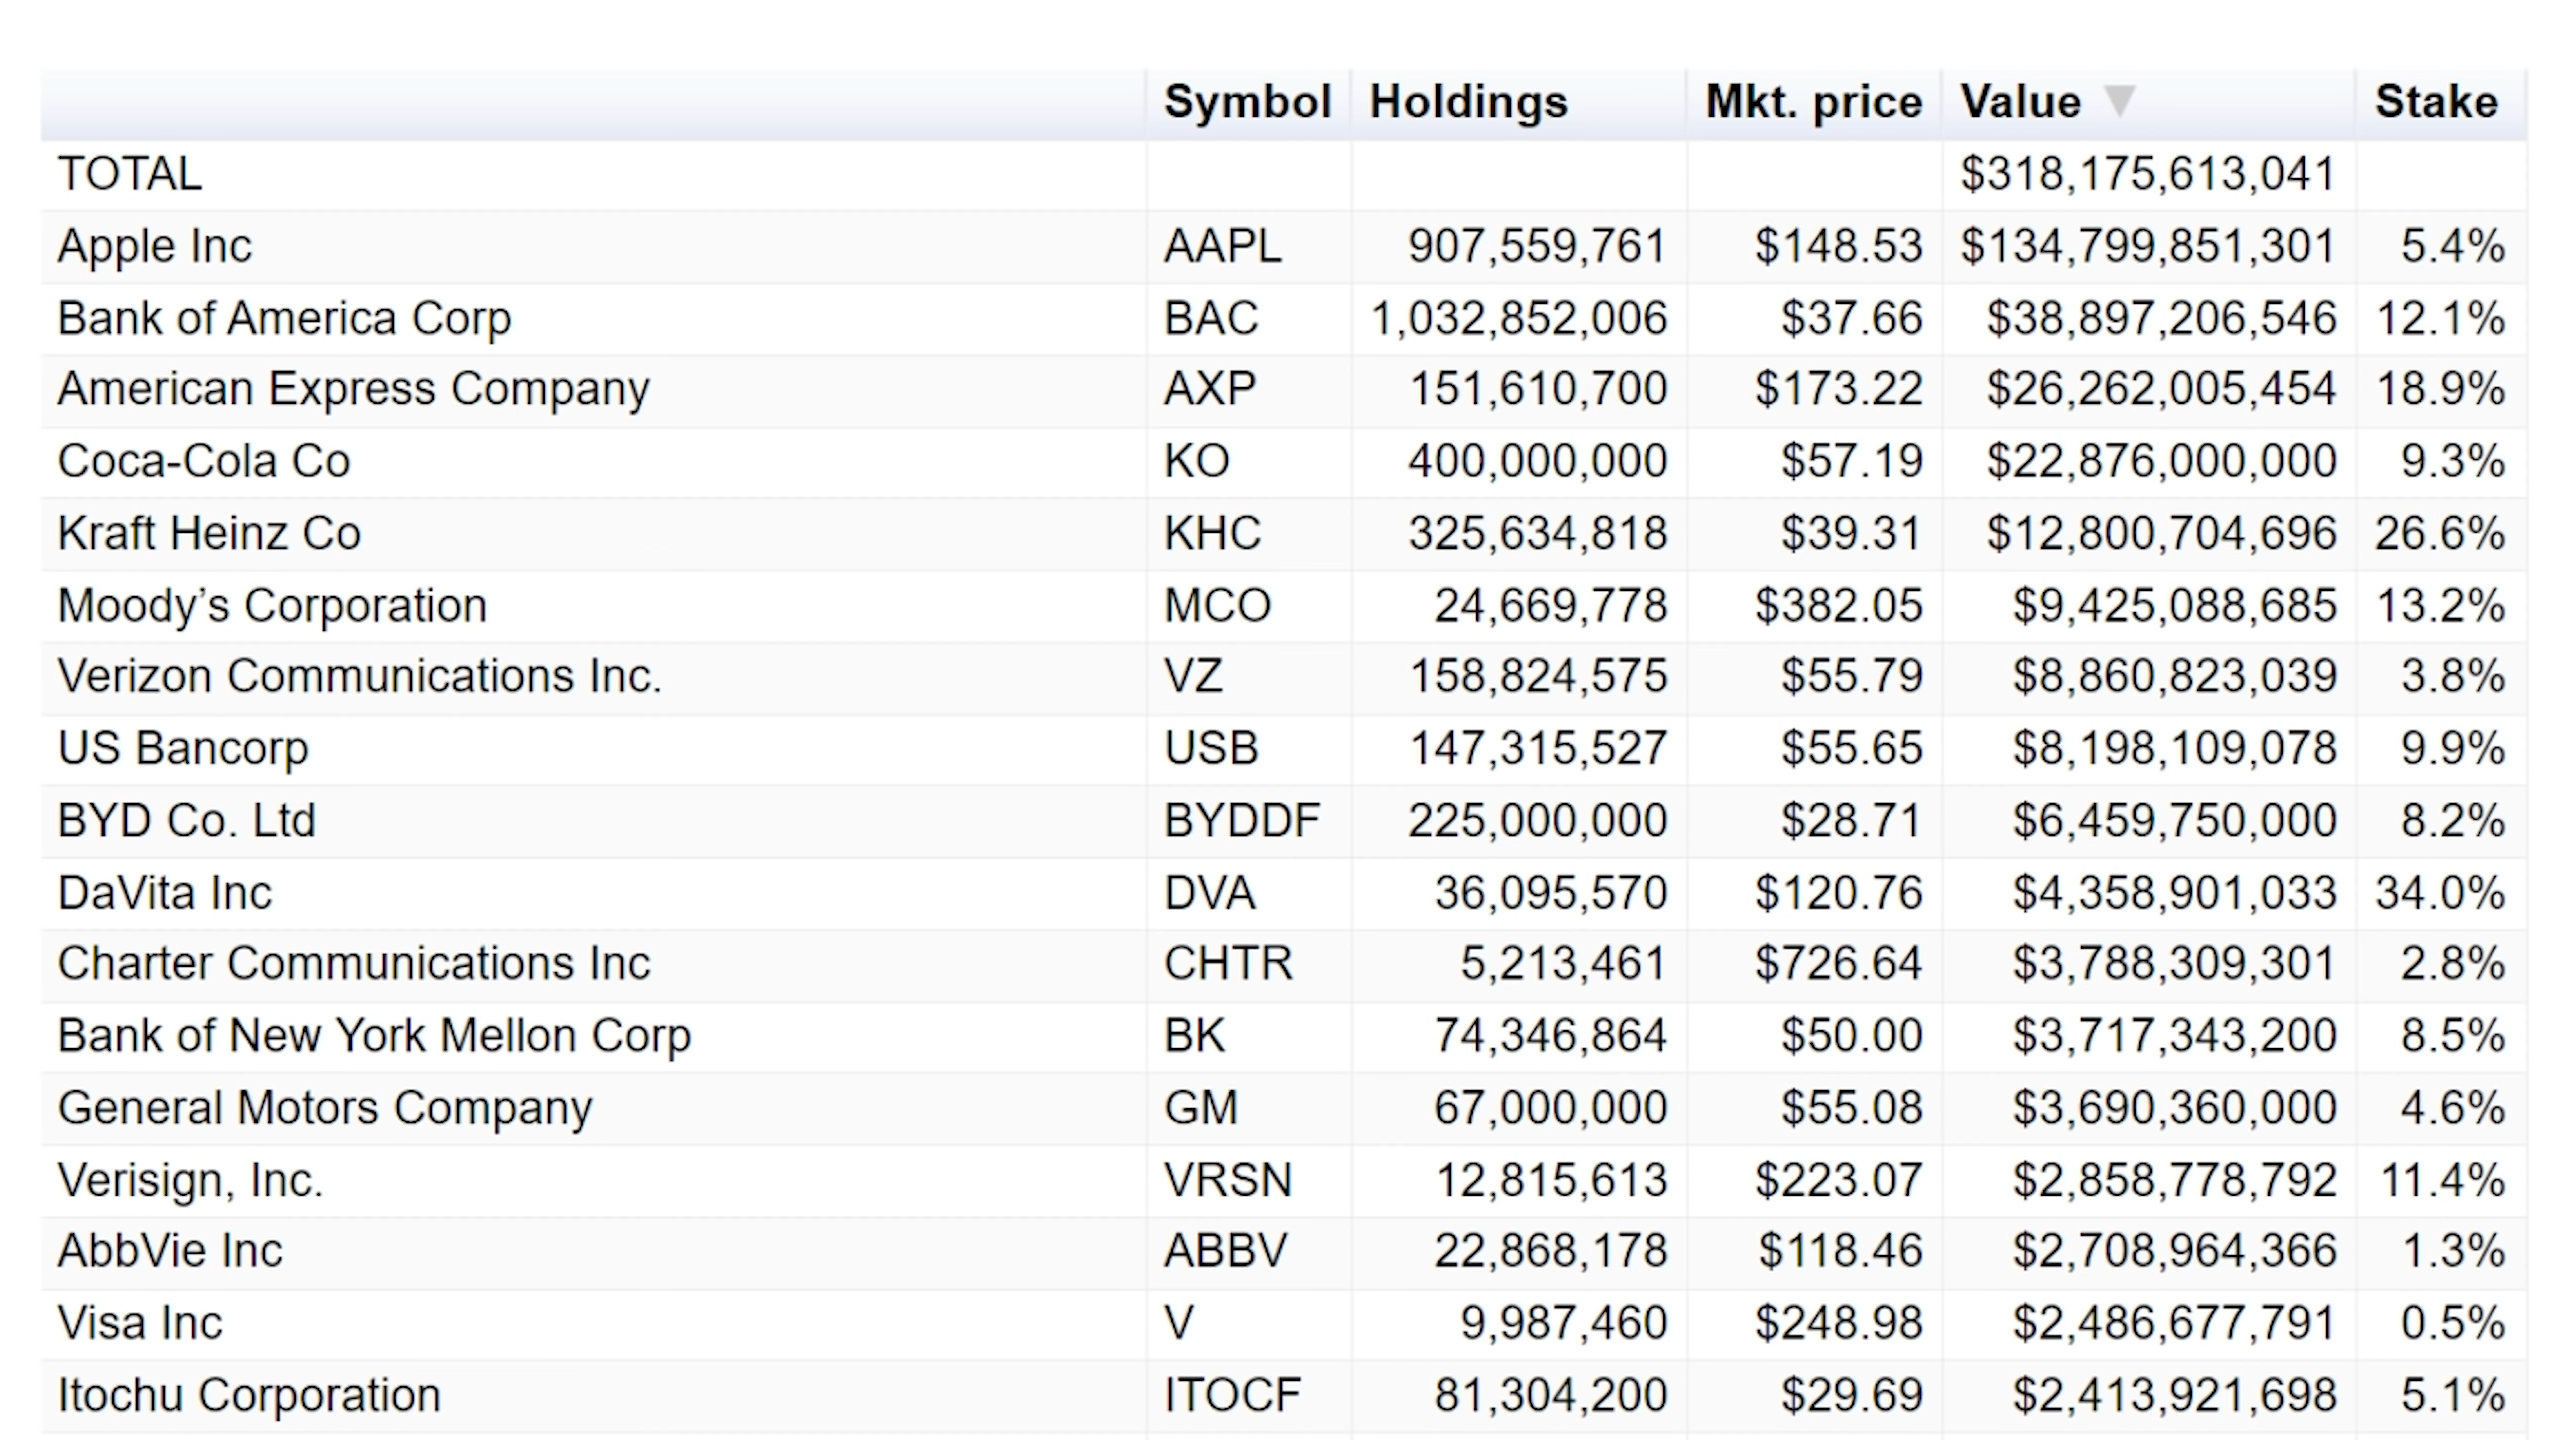 Symbol Holdings Mkt. price Value ▼ Stake
TOTAL $318,175,613,041
Apple Inc AAPL 907,559,761 $148.53 $134,799,851,301 5.4%
Bank of America Corp BAC 1,032,852,006 $37.66 $38,897,206,546 12.1%
American Express Company AXP 151,610,700 $173.22 $26,262,005,454 18.9%
Coca-Cola Co KO 400,000,000 $57.19 $22,876,000,000 9.3%
Kraft Heinz Co KHC 325,634,818 $39.31 $12,800,704,696 26.6%
Moody’s Corporation MCO 24,669,778 $382.05 $9,425,088,685 13.2%
Verizon Communications Inc. VZ 158,824,575 $55.79 $8,860,823,039 3.8%
US Bancorp USB 147,315,527 $55.65 $8,198,109,078 9.9%
BYD Co. Ltd BYDDF 225,000,000 $28.71 $6,459,750,000 8.2%
DaVita Inc DVA 36,095,570 $120.76 $4,358,901,033 34.0%
Charter Communications Inc CHTR 5,213,461 $726.64 $3,788,309,301 2.8%
Bank of New York Mellon Corp BK 74,346,864 $50.00 $3,717,343,200 8.5%
General Motors Company GM 67,000,000 $55.08 $3,690,360,000 4.6%
Verisign, Inc. VRSN 12,815,613 $223.07 $2,858,778,792 11.4%
AbbVie Inc ABBV 22,868,178 $118.46 $2,708,964,366 1.3%
Visa Inc V 9,987,460 $248.98 $2,486,677,791 0.5%
Itochu Corporation ITOCF 81,304,200 $29.69 $2,413,921,698 5.1%